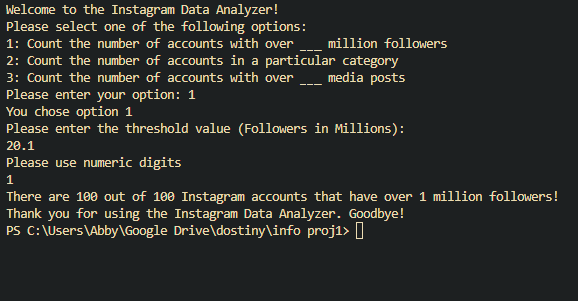 Welcome to the Instagram Data Analyzer!
Please select one of the following options:
1: Count the number of accounts with over ___ million followers
2: Count the number of accounts in a particular category
3: Count the number of accounts with over ___ media posts
Please enter your option: 1
You chose option 1
Please enter the threshold value (Followers in Millions):
20.1
Please use numeric digits
1
There are 100 out of 100 Instagram accounts that have over 1 million followers!
Thank you for using the Instagram Data Analyzer. Goodbye!
PS C:\Users\Abby\Google Drive\dostiny\info proj1>